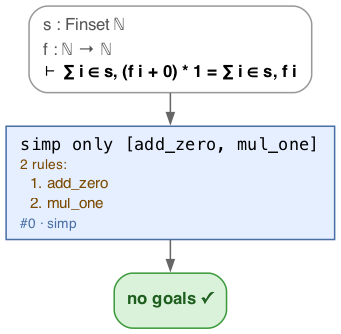 s : Finset ℕ
f : ℕ → ℕ
⊢ ∑ i ∈ s, (f i + 0) * 1 = ∑ i ∈ s, f i
simp only [add_zero, mul_one]
2 rules:
1. add_zero
2. mul_one
#0 · simp
no goals ✓